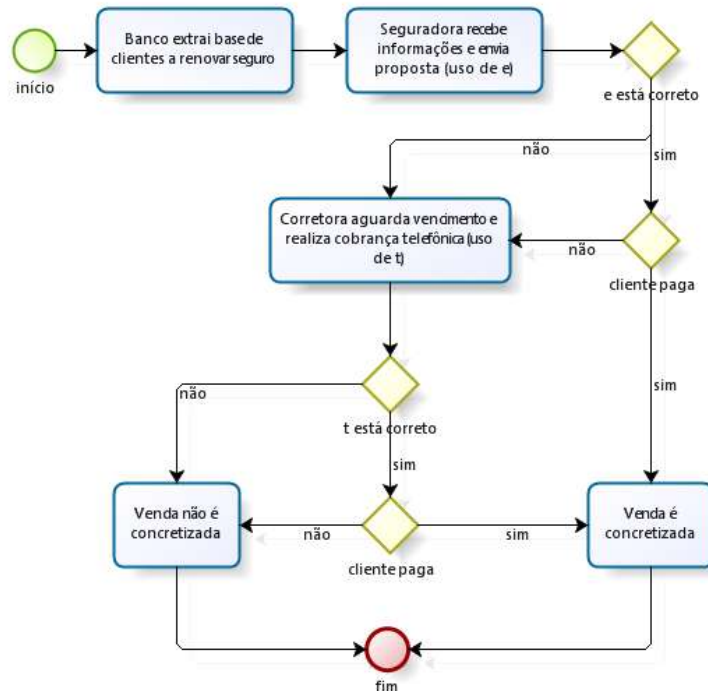 Banco extrai base de
clientes a renovar seguro
Seguradora recebe
informações e envia
proposta (uso de e)
início
e está correto
não
sim
Corretora aguarda vencimento e
realiza cobrança telefônica (uso
de t)
não
cliente paga
não
sim
t está correto
sim
Venda não é
concretizada
não
sim
Venda é
concretizada
cliente paga
fim